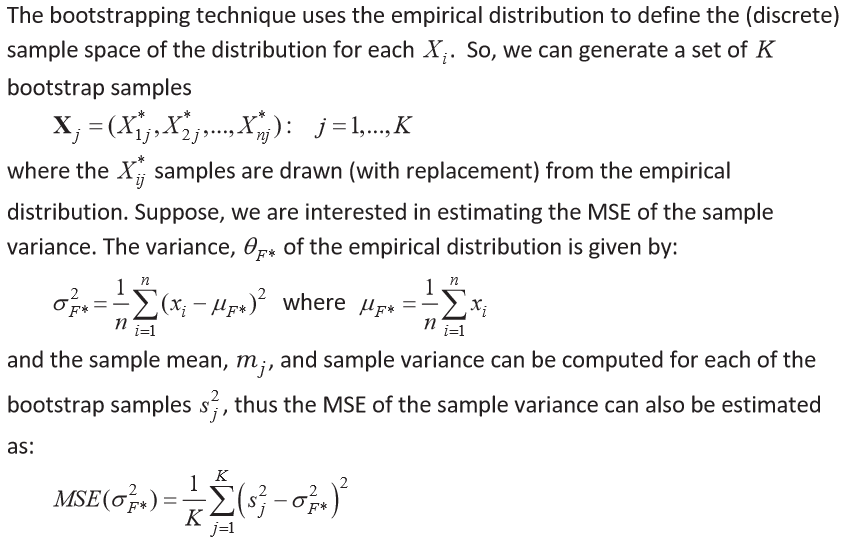 The bootstrapping technique uses the empirical distribution to define the (discrete)
sample space of the distribution for each $X_i$. So, we can generate a set of $K$
bootstrap samples
$\mathbf{X}_j = (X_{1j}^*, X_{2j}^*, ..., X_{nj}^*): \quad j = 1, ..., K$
where the $X_{ij}^*$ samples are drawn (with replacement) from the empirical
distribution. Suppose, we are interested in estimating the MSE of the sample
variance. The variance, $\theta_{F*}$ of the empirical distribution is given by:
$\sigma_{F*}^2 = \frac{1}{n} \sum_{i=1}^{n} (x_i - \mu_{F*})^2$ where $\mu_{F*} = \frac{1}{n} \sum_{i=1}^{n} x_i$
and the sample mean, $m_j$, and sample variance can be computed for each of the
bootstrap samples $s_j^2$, thus the MSE of the sample variance can also be estimated
as:
$MSE(\sigma_{F*}^2) = \frac{1}{K} \sum_{j=1}^{K} \left( s_j^2 - \sigma_{F*}^2 \right)^2$